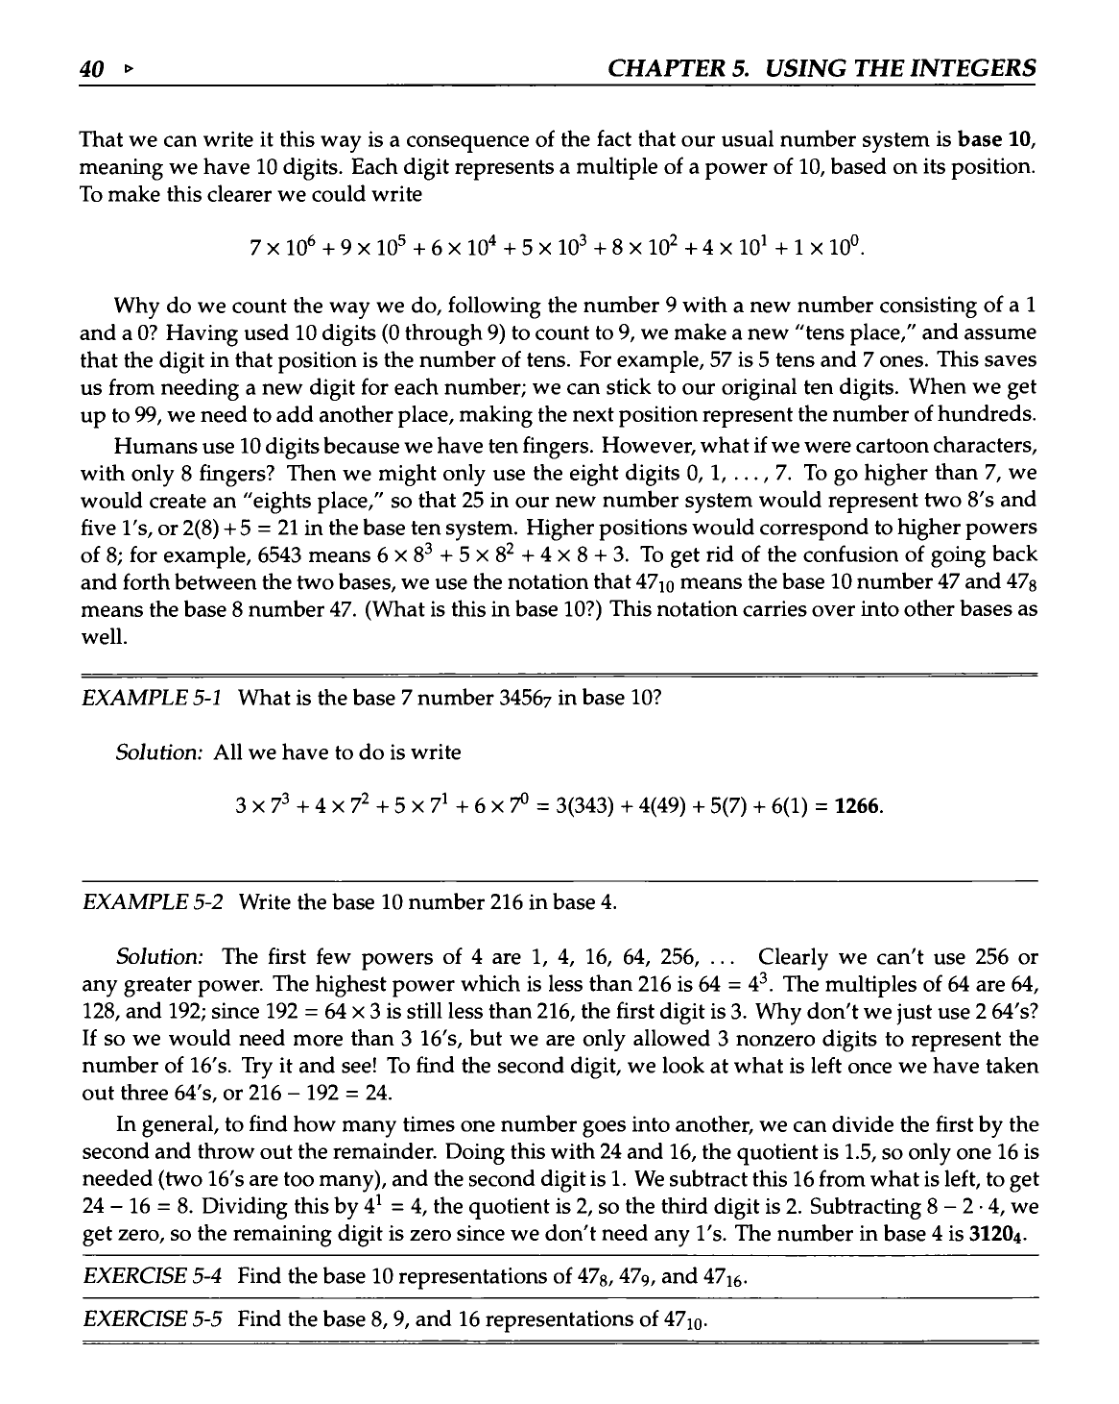 40 ▹ CHAPTER 5. USING THE INTEGERS
That we can write it this way is a consequence of the fact that our usual number system is base 10,
meaning we have 10 digits. Each digit represents a multiple of a power of 10, based on its position.
To make this clearer we could write
7 × 10⁶ + 9 × 10⁵ + 6 × 10⁴ + 5 × 10³ + 8 × 10² + 4 × 10¹ + 1 × 10⁰.
Why do we count the way we do, following the number 9 with a new number consisting of a 1
and a 0? Having used 10 digits (0 through 9) to count to 9, we make a new "tens place," and assume
that the digit in that position is the number of tens. For example, 57 is 5 tens and 7 ones. This saves
us from needing a new digit for each number; we can stick to our original ten digits. When we get
up to 99, we need to add another place, making the next position represent the number of hundreds.
Humans use 10 digits because we have ten fingers. However, what if we were cartoon characters,
with only 8 fingers? Then we might only use the eight digits 0, 1, . . . , 7. To go higher than 7, we
would create an "eights place," so that 25 in our new number system would represent two 8's and
five 1's, or 2(8) + 5 = 21 in the base ten system. Higher positions would correspond to higher powers
of 8; for example, 6543 means 6 × 8³ + 5 × 8² + 4 × 8 + 3. To get rid of the confusion of going back
and forth between the two bases, we use the notation that 47₁₀ means the base 10 number 47 and 47₈
means the base 8 number 47. (What is this in base 10?) This notation carries over into other bases as
well.
EXAMPLE 5-1 What is the base 7 number 3456₇ in base 10?
Solution: All we have to do is write
3 × 7³ + 4 × 7² + 5 × 7¹ + 6 × 7⁰ = 3(343) + 4(49) + 5(7) + 6(1) = 1266.
EXAMPLE 5-2 Write the base 10 number 216 in base 4.
Solution: The first few powers of 4 are 1, 4, 16, 64, 256, . . . Clearly we can't use 256 or
any greater power. The highest power which is less than 216 is 64 = 4³. The multiples of 64 are 64,
128, and 192; since 192 = 64 × 3 is still less than 216, the first digit is 3. Why don't we just use 2 64's?
If so we would need more than 3 16's, but we are only allowed 3 nonzero digits to represent the
number of 16's. Try it and see! To find the second digit, we look at what is left once we have taken
out three 64's, or 216 − 192 = 24.
In general, to find how many times one number goes into another, we can divide the first by the
second and throw out the remainder. Doing this with 24 and 16, the quotient is 1.5, so only one 16 is
needed (two 16's are too many), and the second digit is 1. We subtract this 16 from what is left, to get
24 − 16 = 8. Dividing this by 4¹ = 4, the quotient is 2, so the third digit is 2. Subtracting 8 − 2 · 4, we
get zero, so the remaining digit is zero since we don't need any 1's. The number in base 4 is 3120₄.
EXERCISE 5-4 Find the base 10 representations of 47₈, 47₉, and 47₁₆.
EXERCISE 5-5 Find the base 8, 9, and 16 representations of 47₁₀.